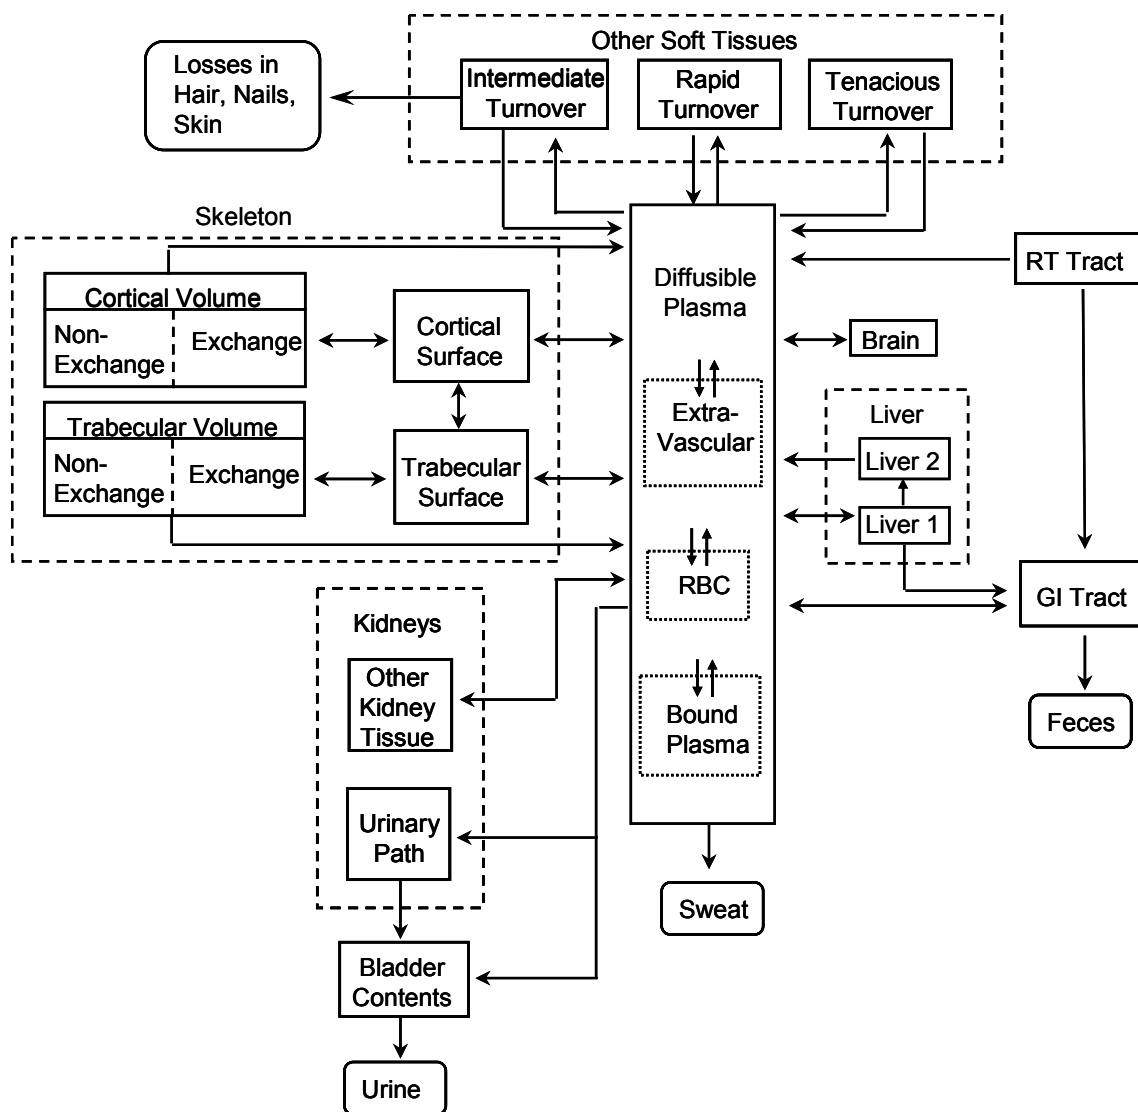 Other Soft Tissues
Losses in
Hair, Nails,
Skin
Intermediate
Turnover
Rapid
Turnover
Tenacious
Turnover
Skeleton
Cortical Volume
Non-
Exchange
Exchange
Cortical
Surface
Trabecular Volume
Non-
Exchange
Exchange
Trabecular
Surface
Diffusible
Plasma
Extra-
Vascular
RBC
Bound
Plasma
RT Tract
Brain
Liver
Liver 2
Liver 1
GI Tract
Feces
Kidneys
Other
Kidney
Tissue
Urinary
Path
Sweat
Bladder
Contents
Urine